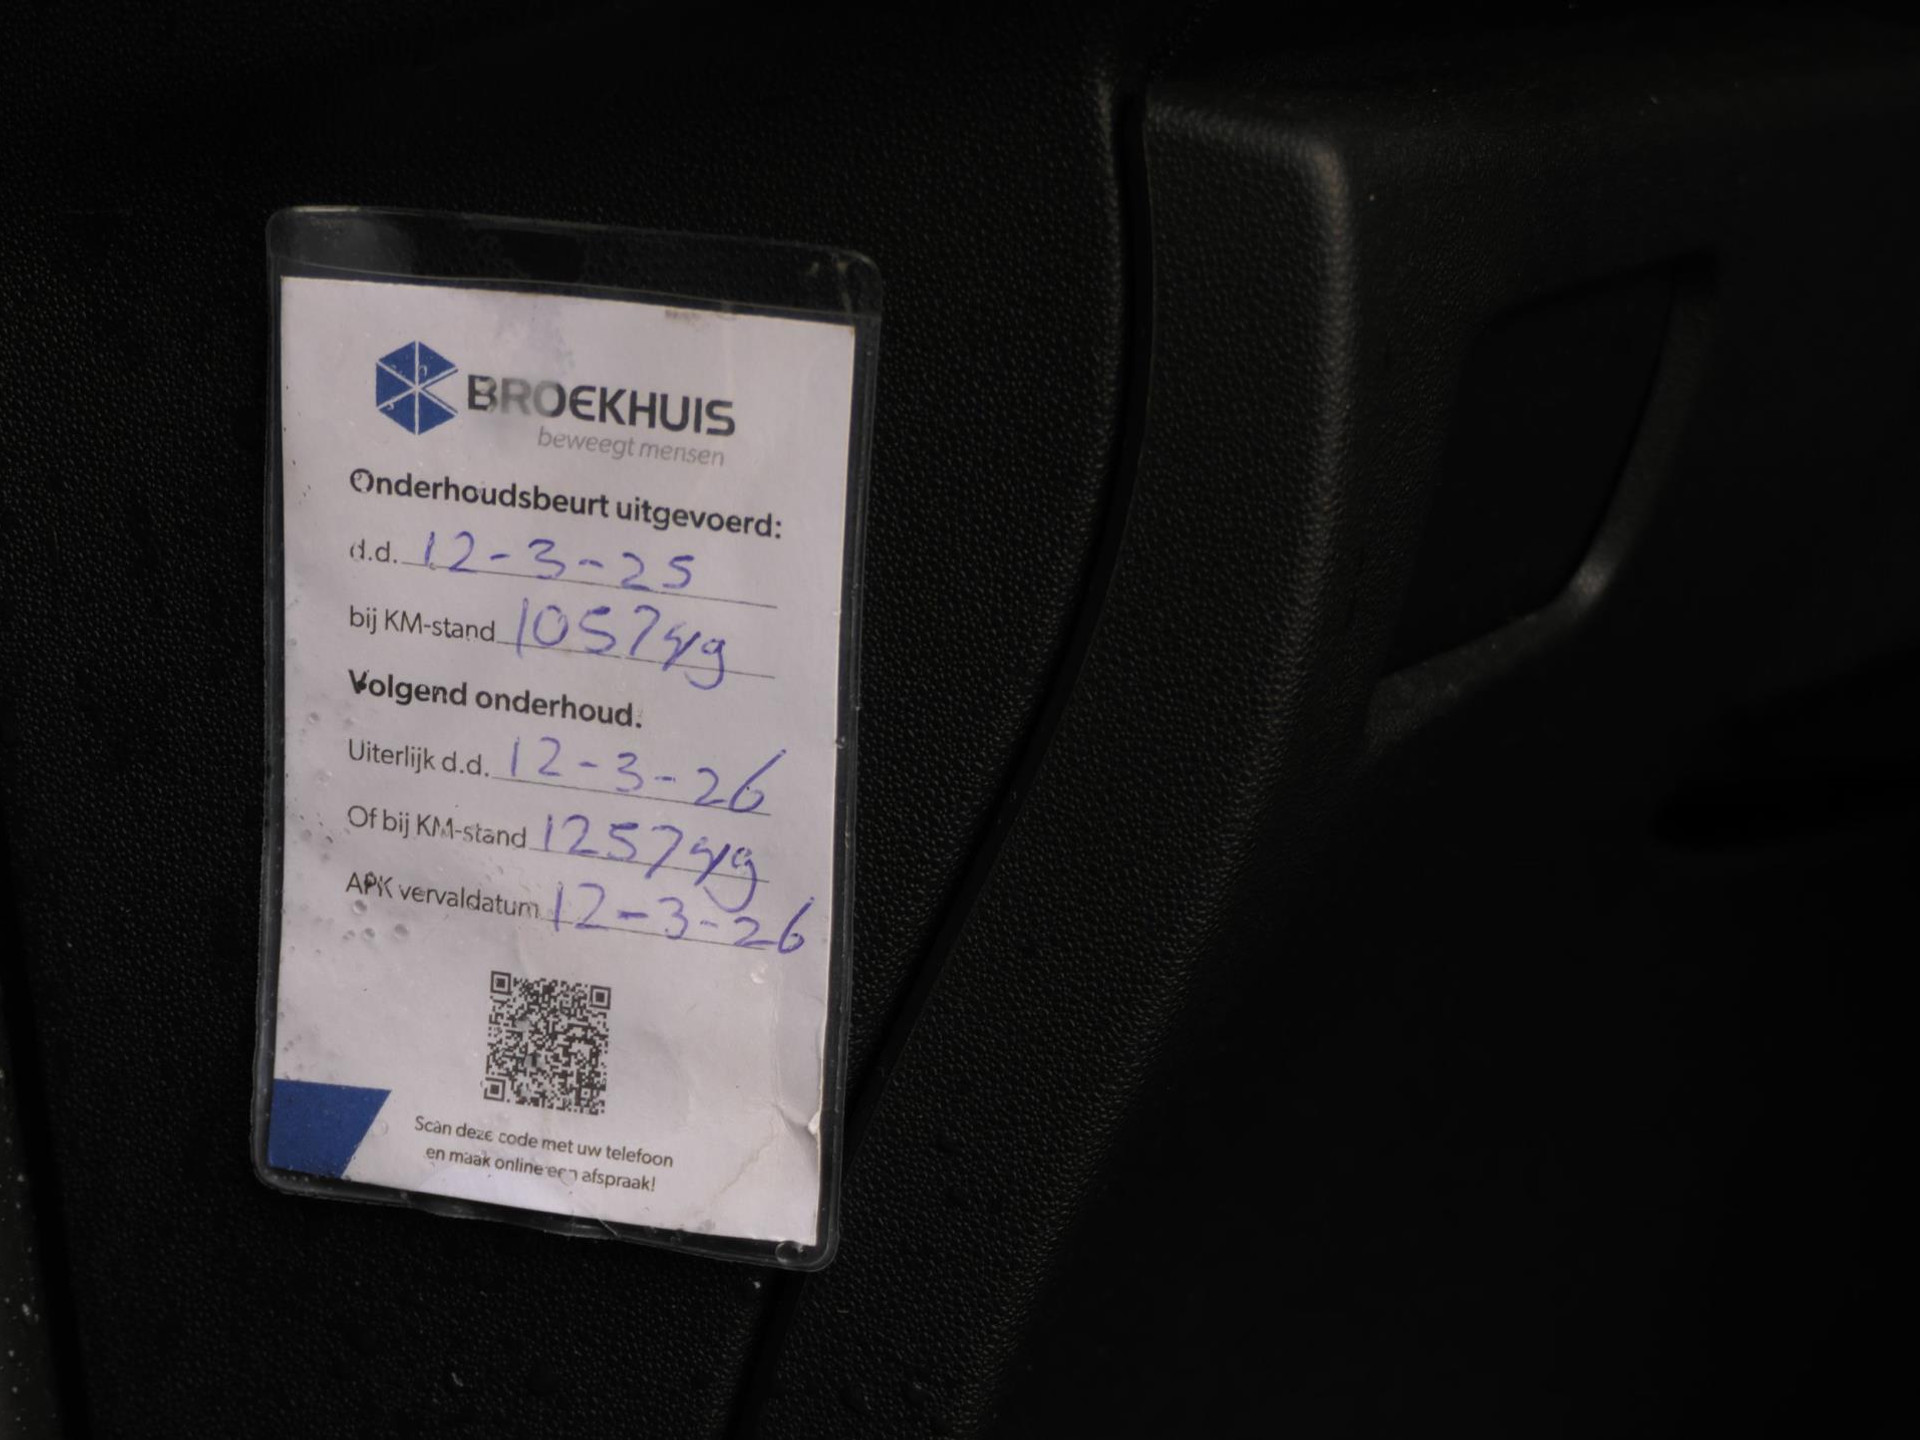 BROEKHUIS
beweegt mensen
Onderhoudsbeurt uitgevoerd:
d.d. 12-3-25
bij KM-stand 105749
Volgend onderhoud.
Uiterlijk d.d. 12-3-26
Of bij KM-stand 125749
APK vervaldatum 12-3-26
Scan deze code met uw telefoon
en maak online een afspraak!